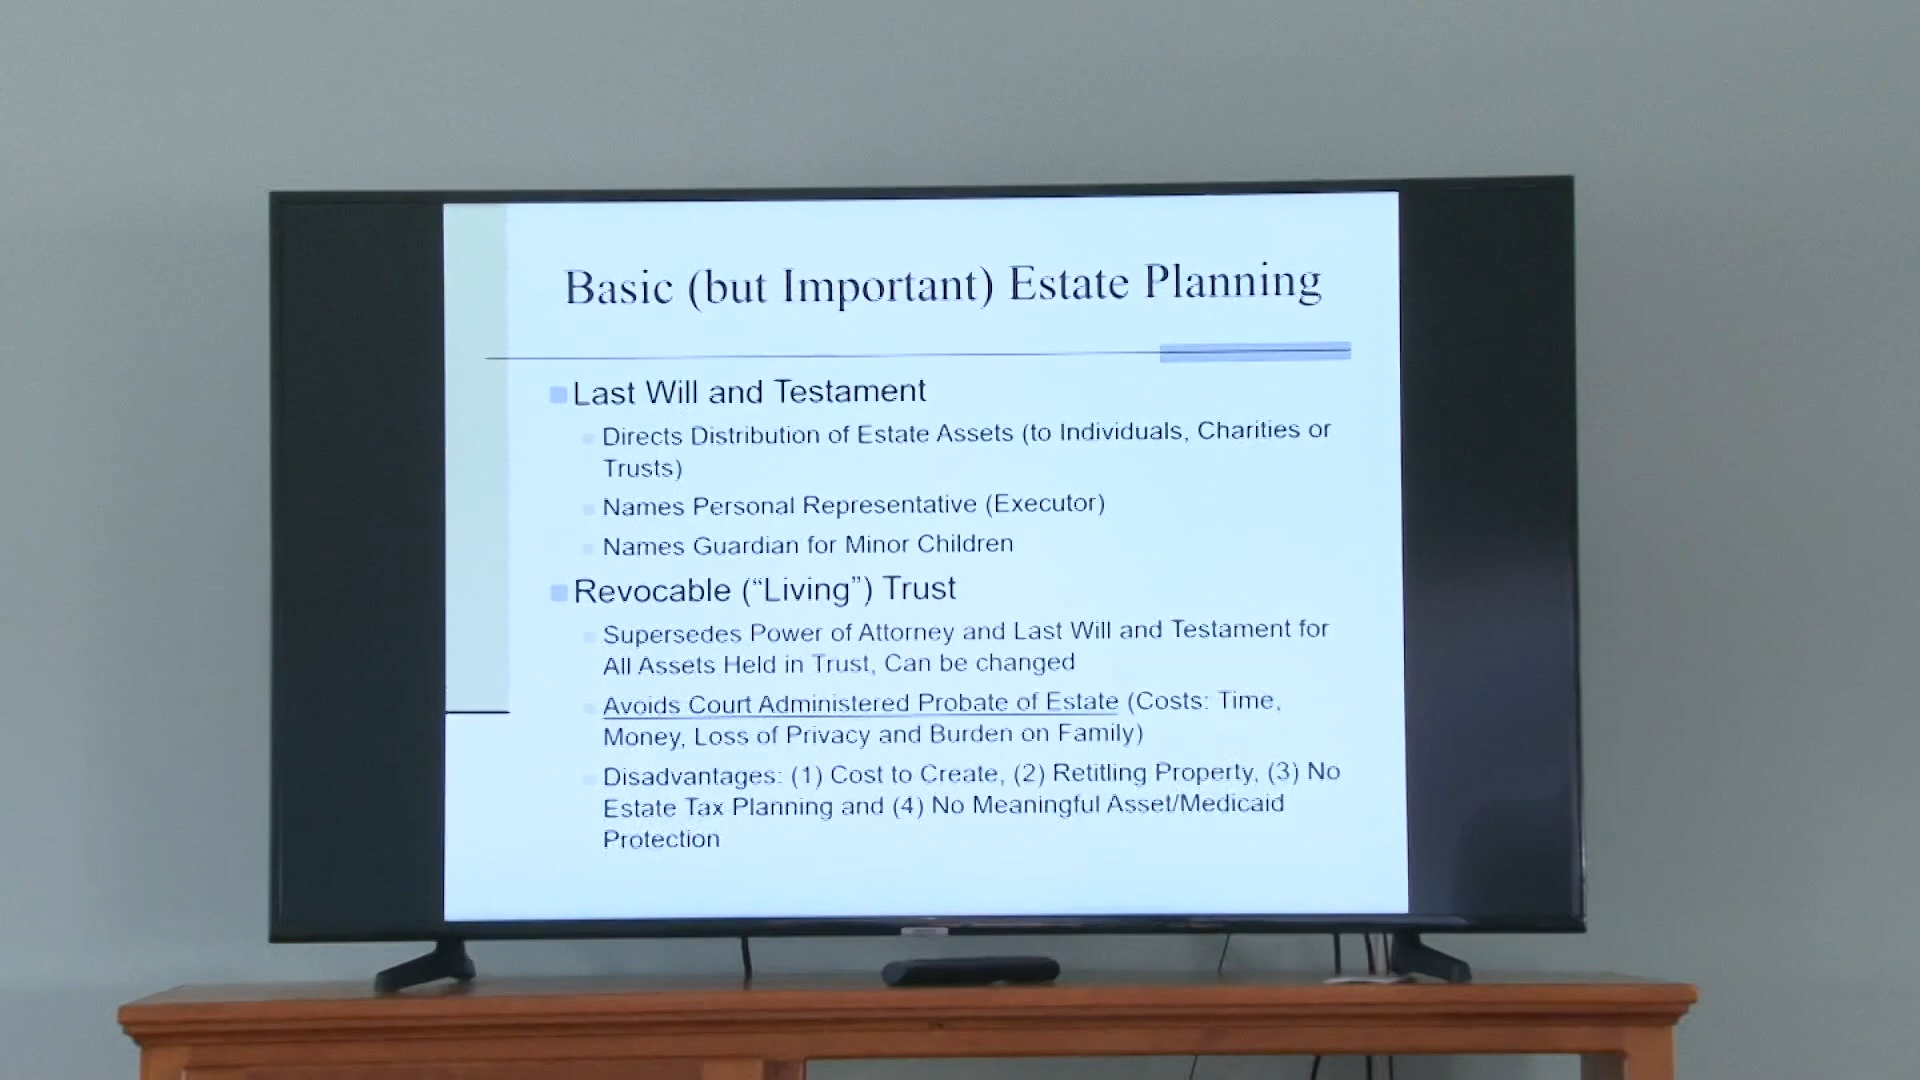 Basic (but Important) Estate Planning
Last Will and Testament
Directs Distribution of Estate Assets (to Individuals, Charities or
Trusts)
Names Personal Representative (Executor)
Names Guardian for Minor Children
Revocable (“Living”) Trust
Supersedes Power of Attorney and Last Will and Testament for
All Assets Held in Trust, Can be changed
Avoids Court Administered Probate of Estate (Costs: Time,
Money, Loss of Privacy and Burden on Family)
Disadvantages: (1) Cost to Create, (2) Retitling Property, (3) No
Estate Tax Planning and (4) No Meaningful Asset/Medicaid
Protection